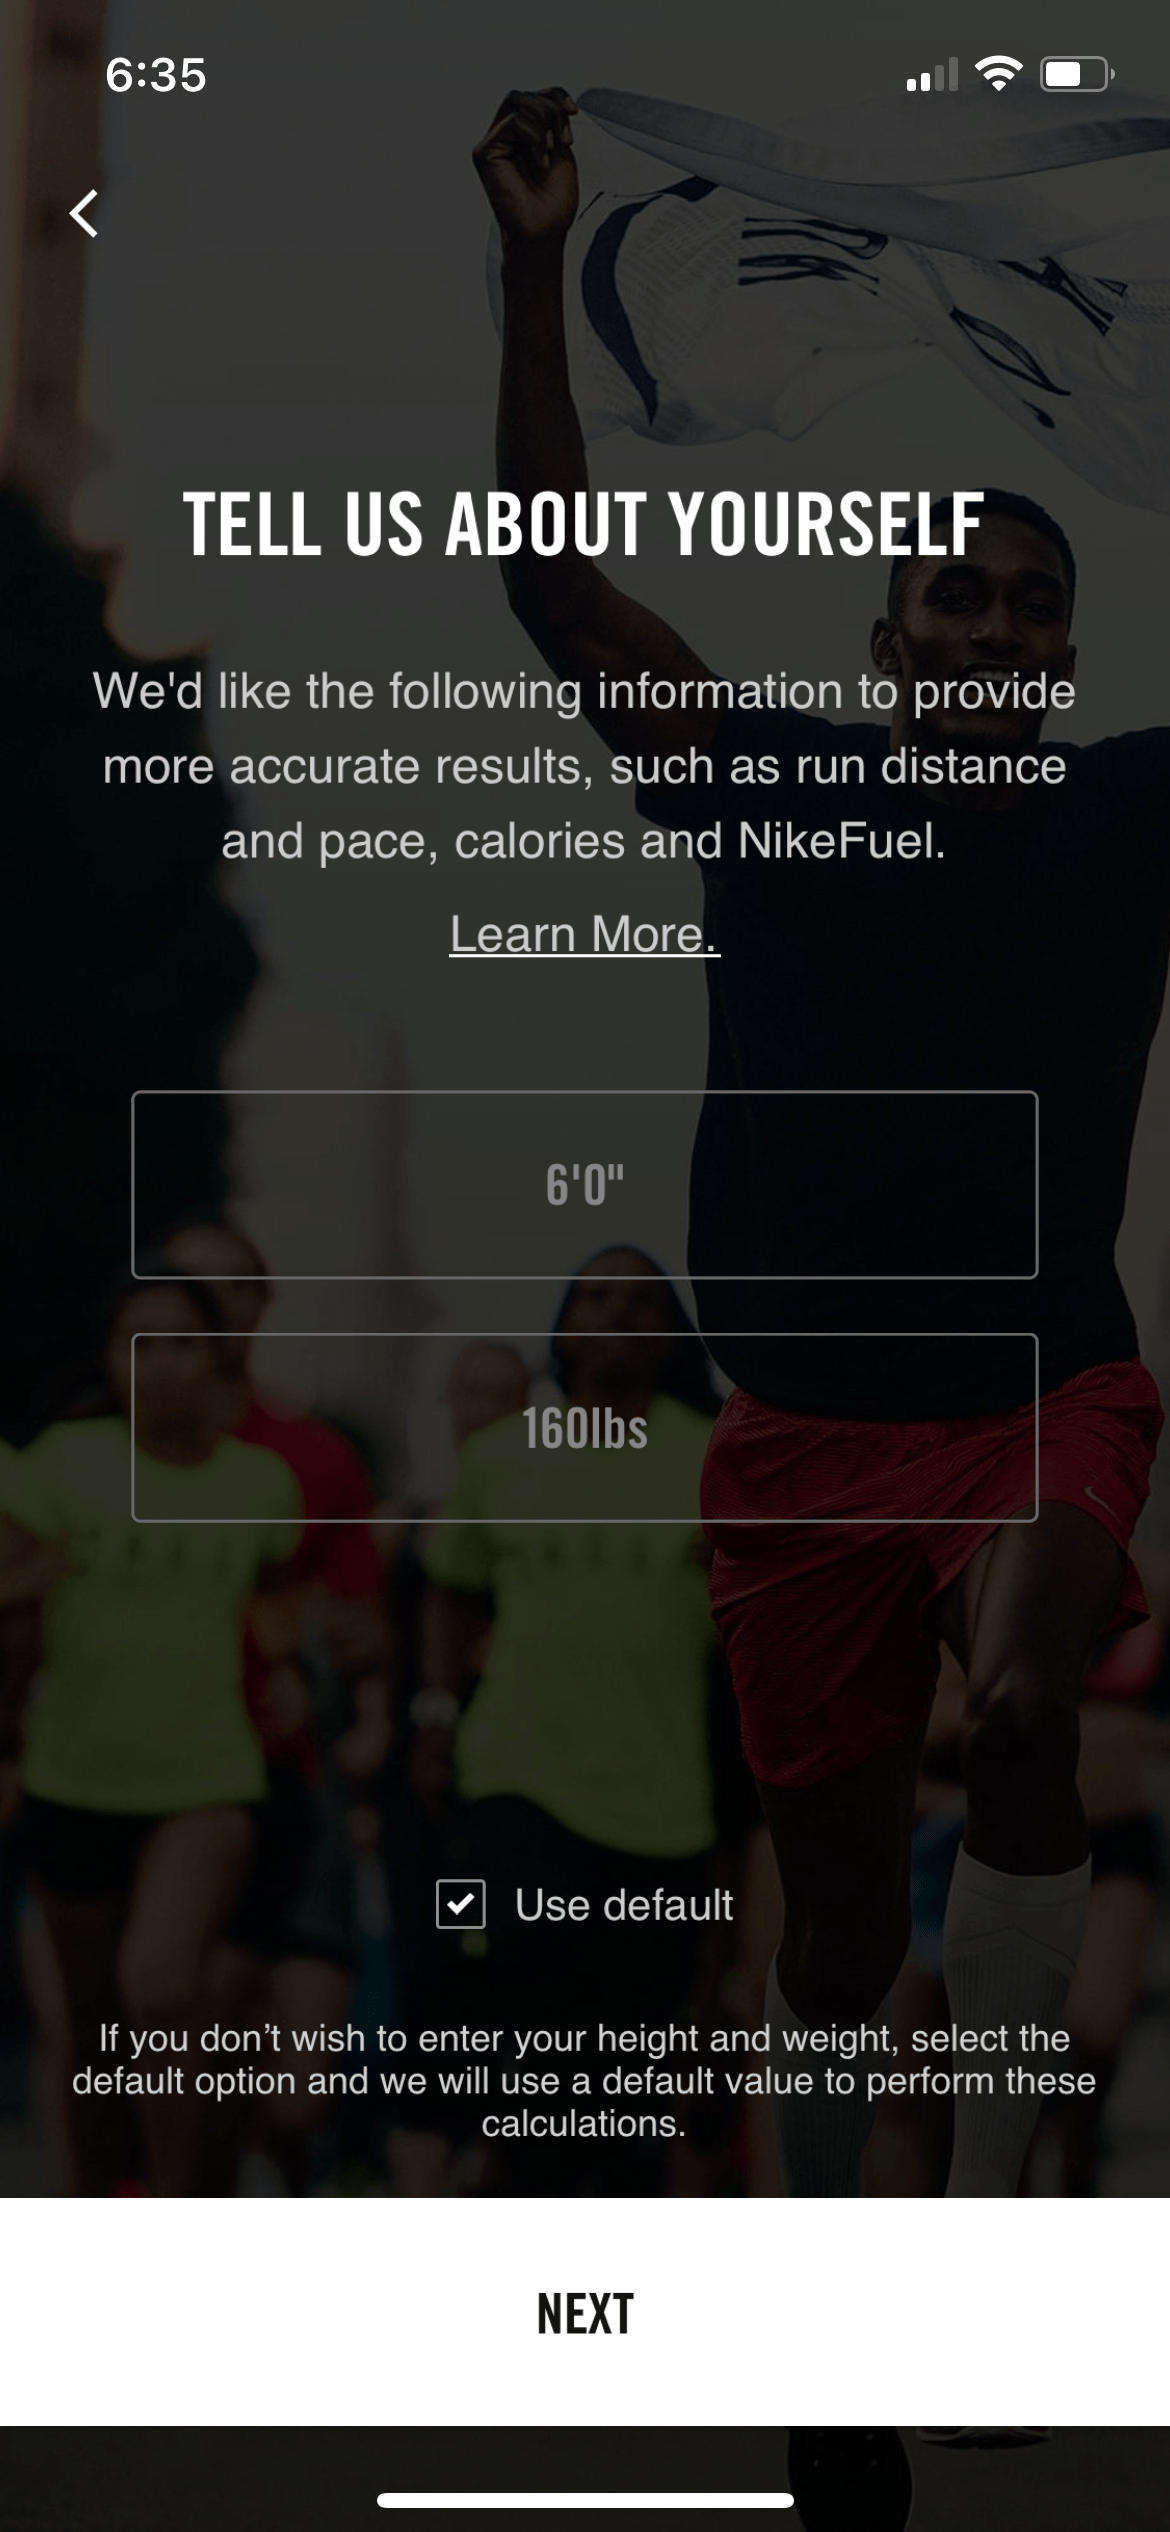 6:35
TELL US ABOUT YOURSELF
We'd like the following information to provide
more accurate results, such as run distance
and pace, calories and NikeFuel.
Learn More.
6'0"
160lbs
Use default
If you don’t wish to enter your height and weight, select the
default option and we will use a default value to perform these
calculations.
NEXT